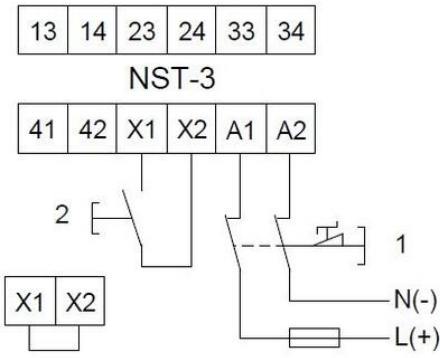 13 14 23 24 33 34
NST-3
41 42 X1 X2 A1 A2
2
1
X1 X2
N(-)
L(+)